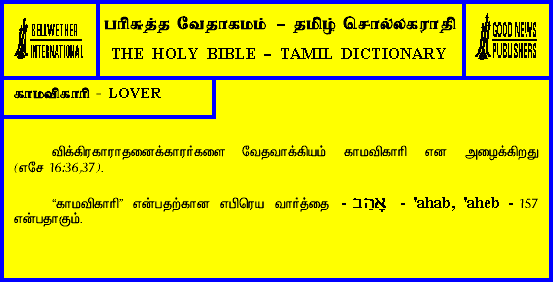 BELLWETHER
INTERNATIONAL
பரிசுத்த வேதாகமம் – தமிழ் சொல்லகராதி
THE HOLY BIBLE – TAMIL DICTIONARY
GOOD NEWS
PUBLISHERS
காமவிகாரி - LOVER
விக்கிரகாராதனைக்காரர்களை வேதவாக்கியம் காமவிகாரி என அழைக்கிறது
(எசே 16:36,37).
“காமவிகாரி” என்பதற்கான எபிரெய வார்த்தை - אָהַב - 'ahab, 'aheb - 157
என்பதாகும்.